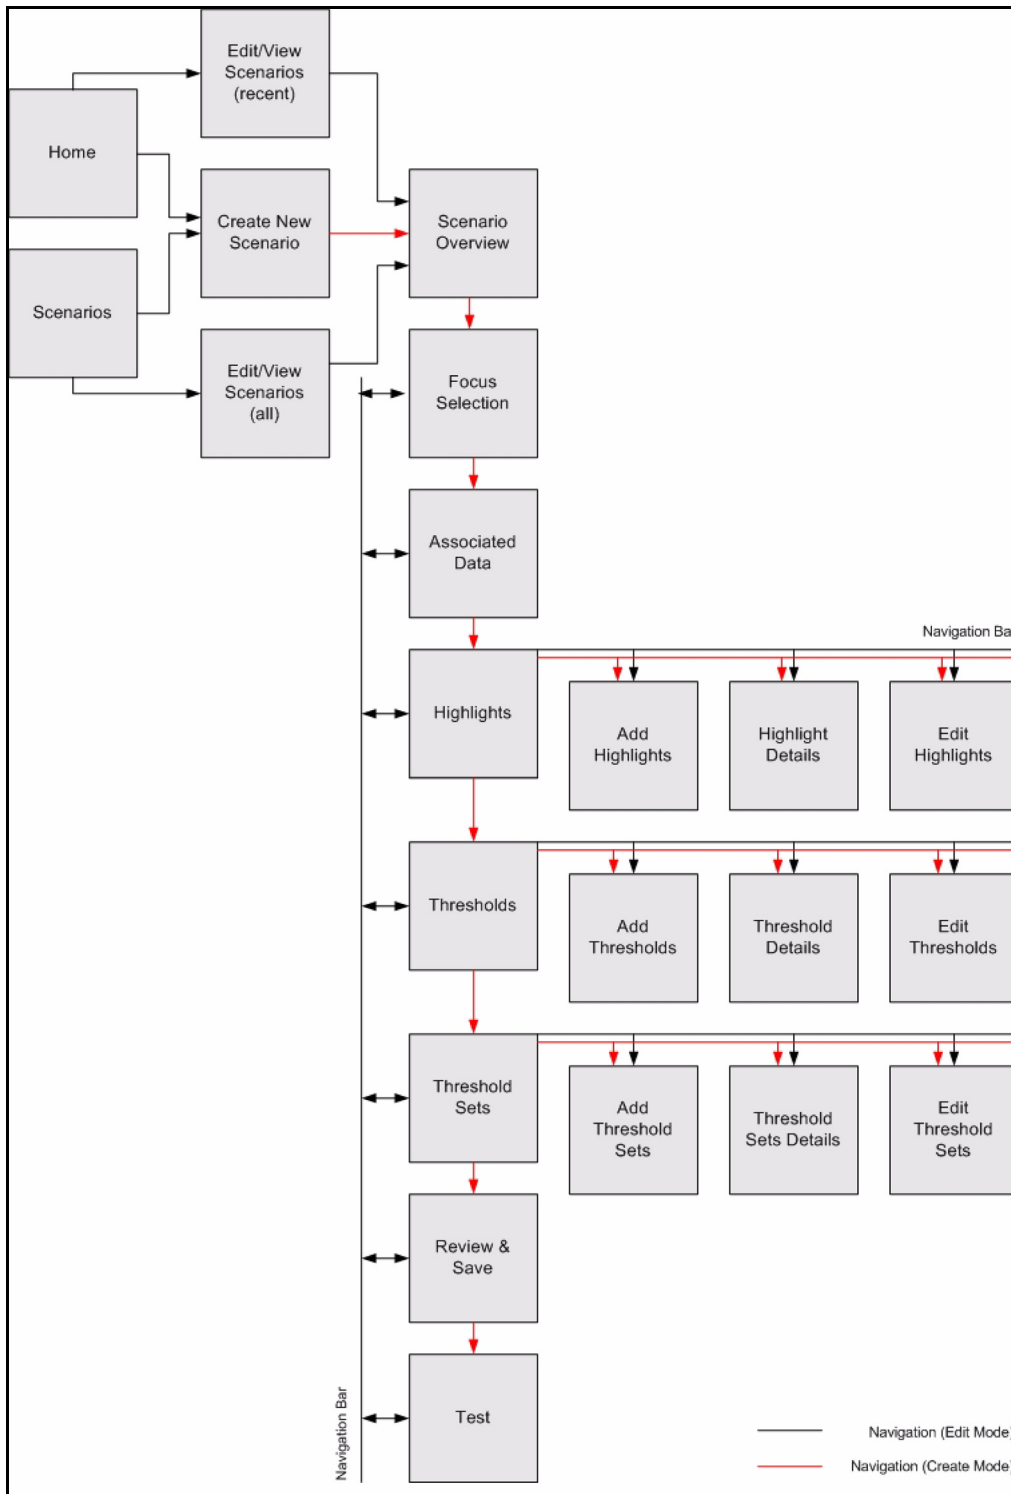 Edit/View
Scenarios
(recent)
Home
Create New
Scenario
Scenario
Overview
Scenarios
Edit/View
Scenarios
(all)
Focus
Selection
Associated
Data
Navigation Ba
Highlights
Add
Highlights
Highlight
Details
Edit
Highlights
Thresholds
Add
Thresholds
Threshold
Details
Edit
Thresholds
Threshold
Sets
Add
Threshold
Sets
Threshold
Sets Details
Edit
Threshold
Sets
Review &
Save
Navigation Bar
Test
Navigation (Edit Mode)
Navigation (Create Mode)